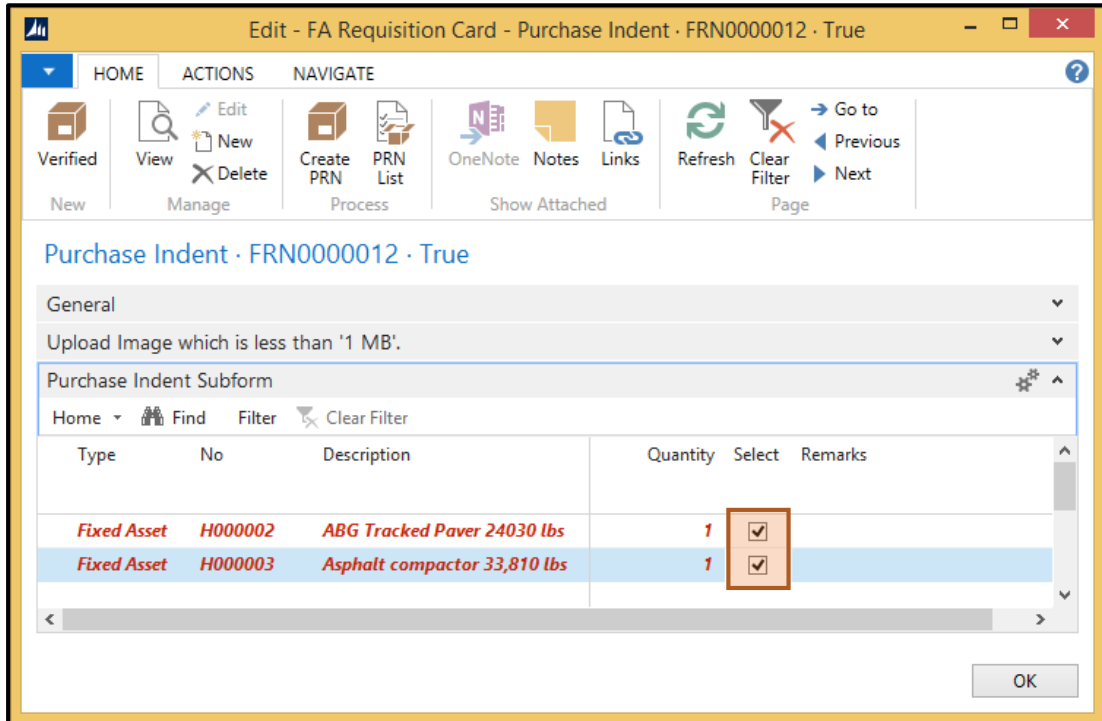 Edit - FA Requisition Card - Purchase Indent · FRN0000012 · True
HOME ACTIONS NAVIGATE
Verified View Edit New Delete Create PRN PRN List OneNote Notes Links Refresh Clear Filter Go to Previous Next
New Manage Process Show Attached Page
Purchase Indent · FRN0000012 · True
General
Upload Image which is less than '1 MB'.
Purchase Indent Subform
Home Find Filter Clear Filter
Type No Description Quantity Select Remarks
Fixed Asset H000002 ABG Tracked Paver 24030 lbs 1
Fixed Asset H000003 Asphalt compactor 33,810 lbs 1
OK